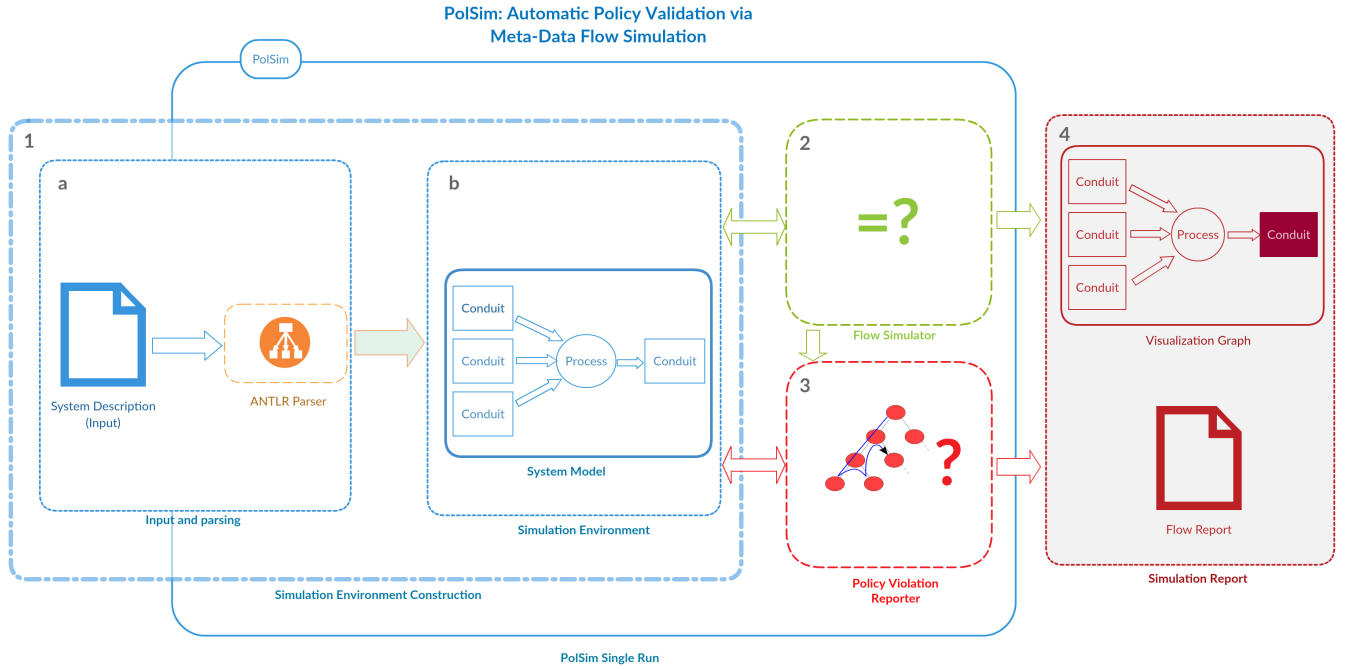 PolSim: Automatic Policy Validation via
Meta-Data Flow Simulation
PolSim
1
a
System Description
(Input)
ANTLR Parser
Input and parsing
b
Conduit
Conduit
Conduit
Process
Conduit
System Model
Simulation Environment
Simulation Environment Construction
2
=?
Flow Simulator
3
?
Policy Violation
Reporter
4
Conduit
Conduit
Conduit
Process
Conduit
Visualization Graph
Flow Report
Simulation Report
PolSim Single Run